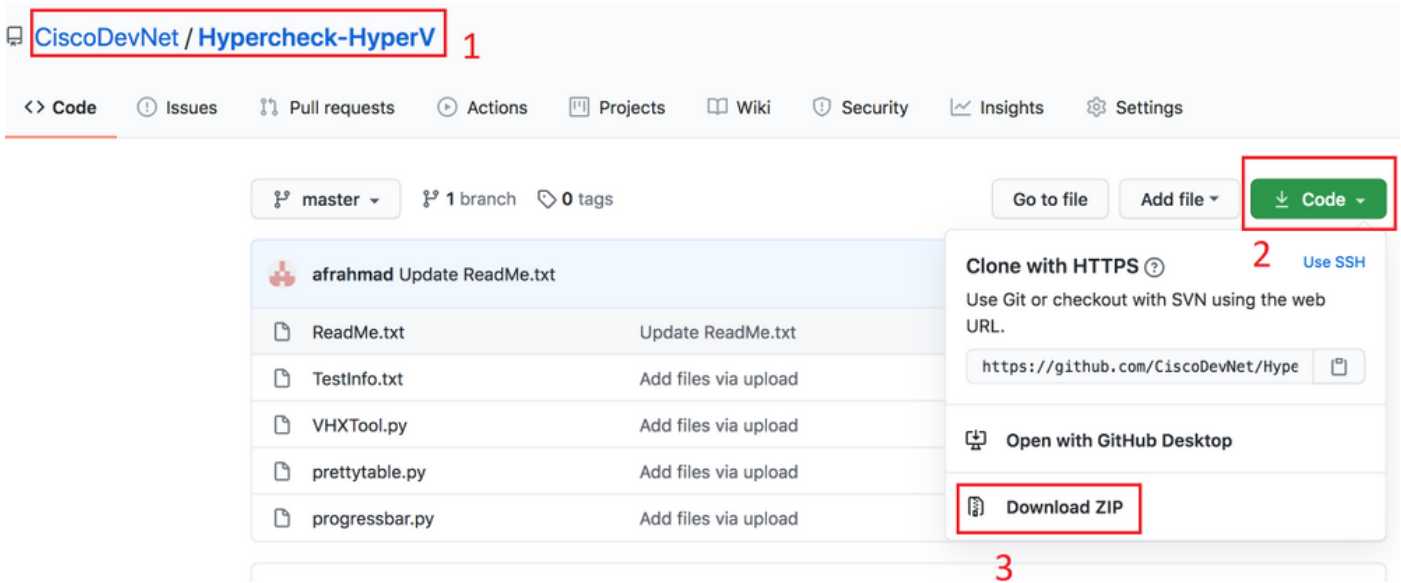 CiscoDevNet / Hypercheck-HyperV 1
<> Code Issues Pull requests Actions Projects Wiki Security Insights Settings
master 1 branch 0 tags Go to file Add file Code
2
afrahmad Update ReadMe.txt
Clone with HTTPS ? Use SSH
Use Git or checkout with SVN using the web
URL.
https://github.com/CiscoDevNet/Hype
Open with GitHub Desktop
Download ZIP
3
ReadMe.txt Update ReadMe.txt
TestInfo.txt Add files via upload
VHXTool.py Add files via upload
prettytable.py Add files via upload
progressbar.py Add files via upload